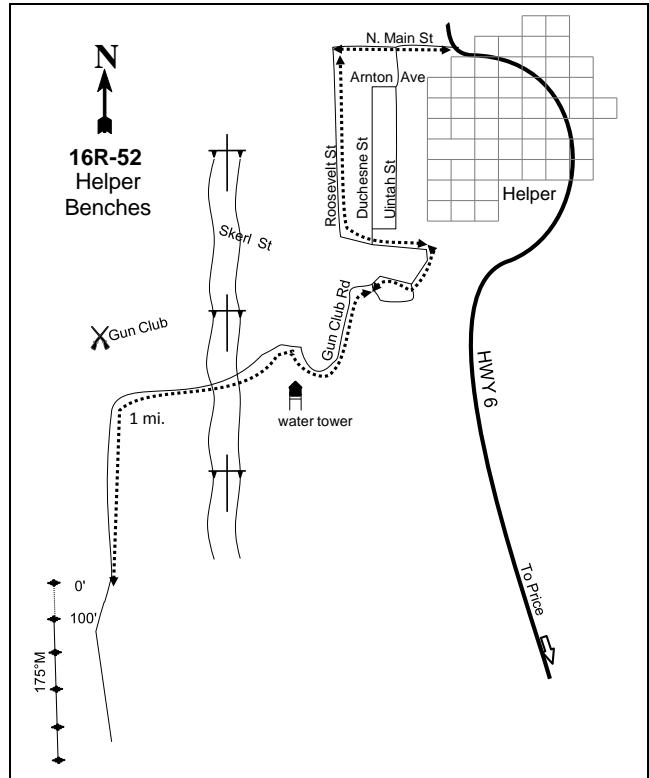 N. Main St
N
Arnton Ave
16R-52
Helper
Benches
Roosevelt St
Duchesne St
Uintah St
Helper
Skerl St
Gun Club Rd
Gun Club
HWY 6
1 mi.
water tower
To Price
0'
100'
175°M